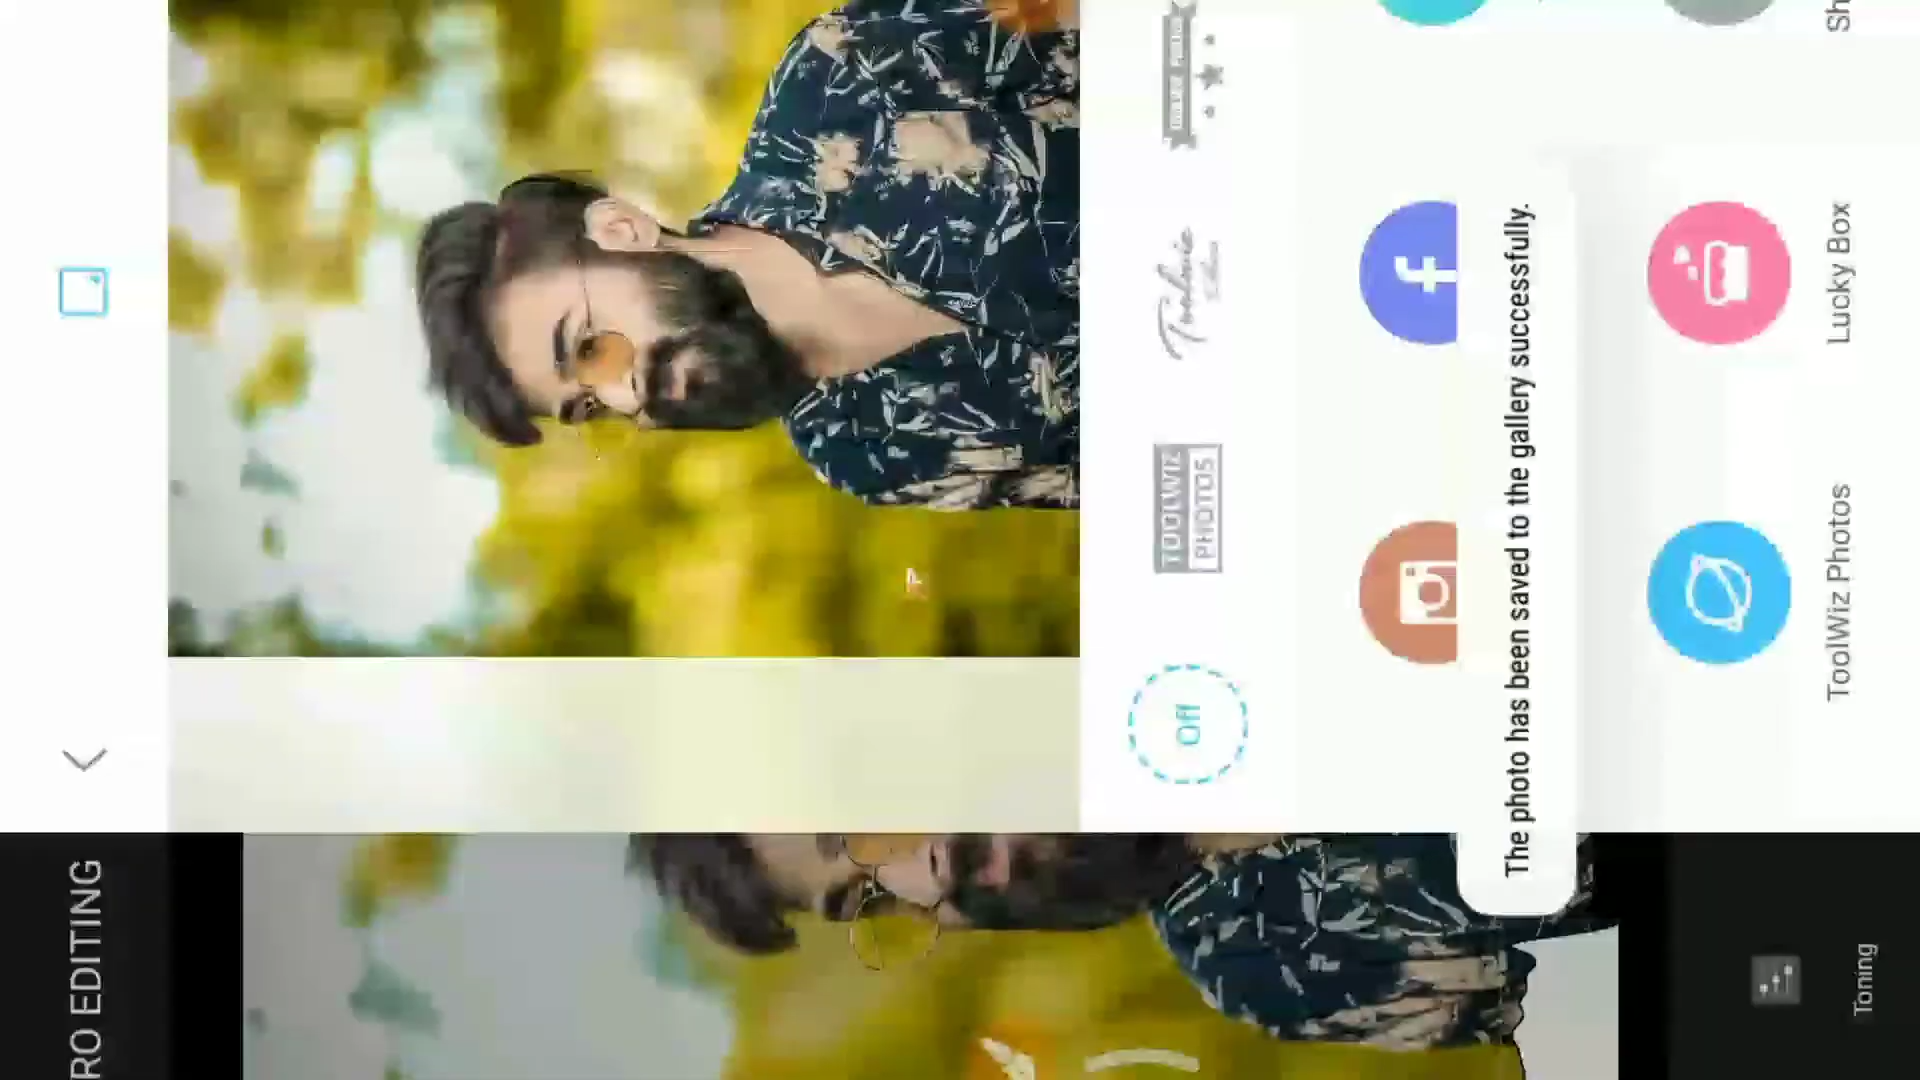 RO EDITING
TOOLWIZ
PHOTOS
Off
The photo has been saved to the gallery successfully.
ToolWiz Photos
Lucky Box
Sh
Toning